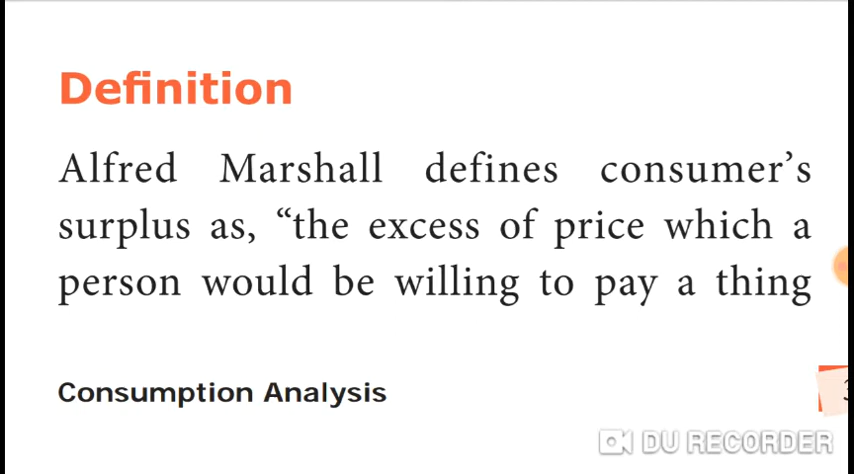 Definition
Alfred Marshall defines consumer’s
surplus as, “the excess of price which a
person would be willing to pay a thing
Consumption Analysis
DU RECORDER